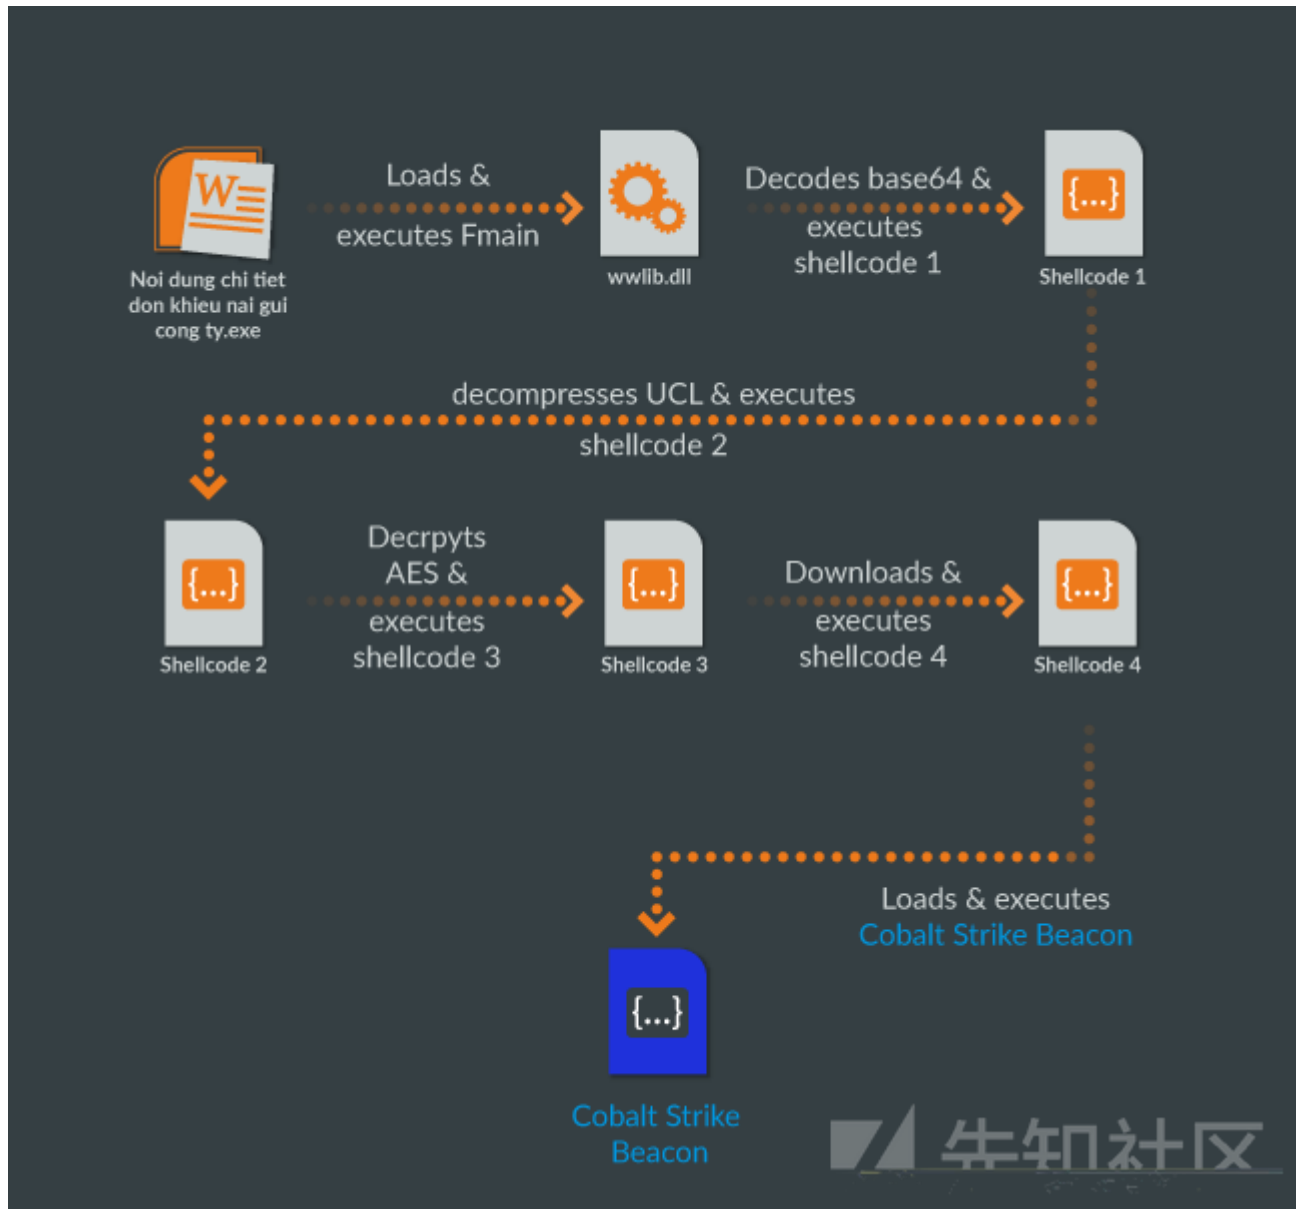 Loads &
executes Fmain
Decodes base64 &
executes
shellcode 1
W
{...}
Noi dung chi tiet
don khieu nai gui
cong ty.exe
wwlib.dll
Shellcode 1
decompresses UCL & executes
shellcode 2
Decrpyts
AES &
executes
shellcode 3
Downloads &
executes
shellcode 4
{...}
{...}
{...}
Shellcode 2
Shellcode 3
Shellcode 4
Loads & executes
Cobalt Strike Beacon
{...}
Cobalt Strike
Beacon
先知社区